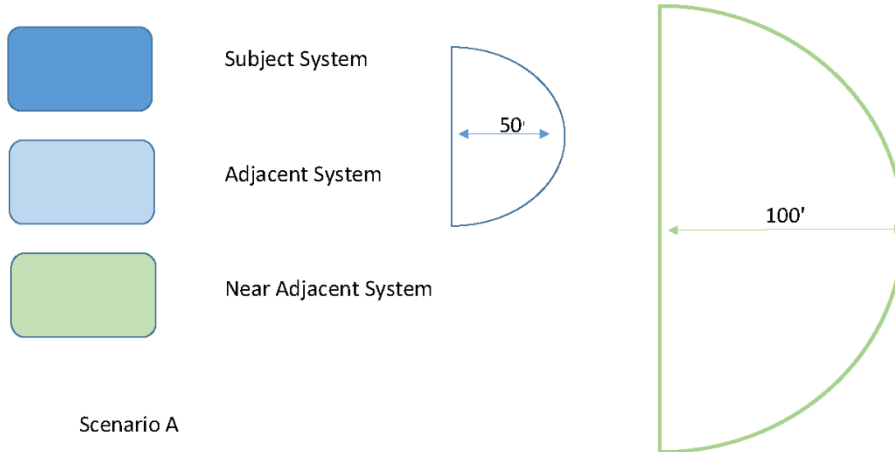 Subject System
50'
Adjacent System
100'
Near Adjacent System
Scenario A